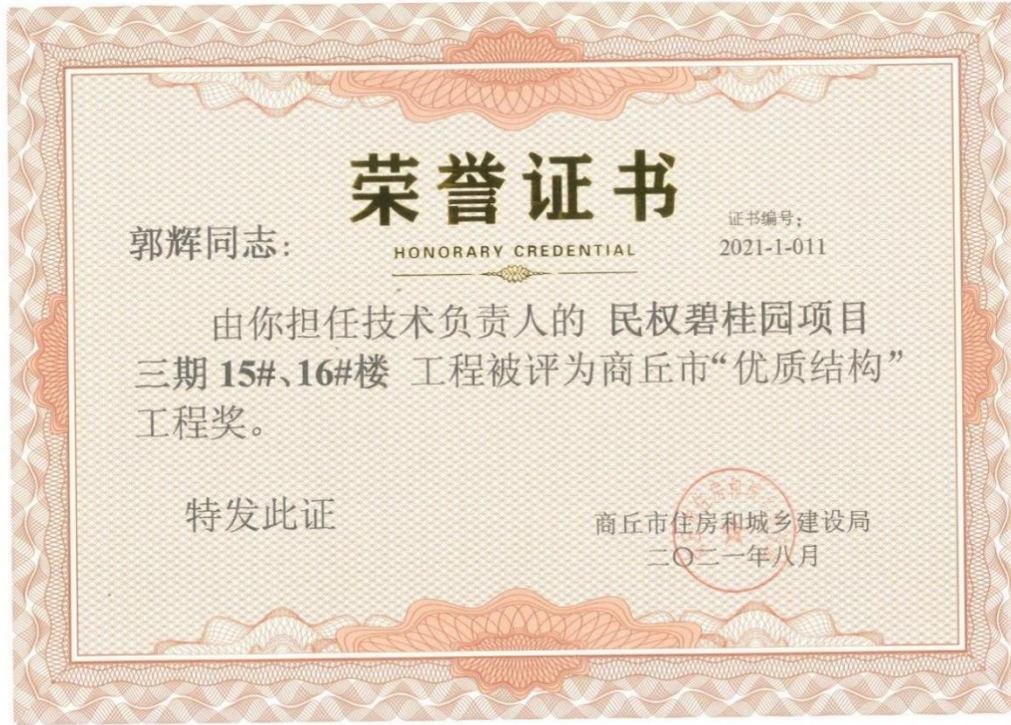 荣誉证书
HONORARY CREDENTIAL
证书编号:
2021-1-011
郭辉同志:
由你担任技术负责人的 民权碧桂园项目
三期 15#、16#楼 工程被评为商丘市“优质结构”
工程奖。
特发此证
商丘市住房和城乡建设局
二〇二一年八月